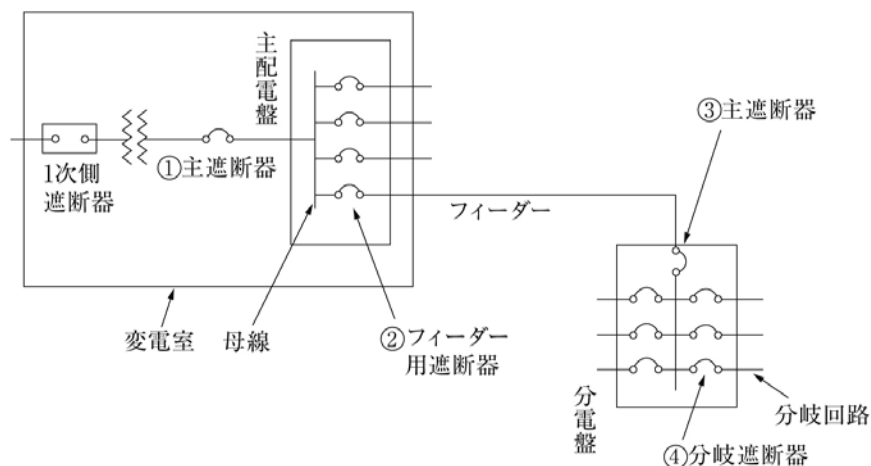 主配電盤
③主遮断器
①主遮断器
1次側
遮断器
フィーダー
変電室
母線
②フィーダー
用遮断器
分電盤
分岐回路
④分岐遮断器